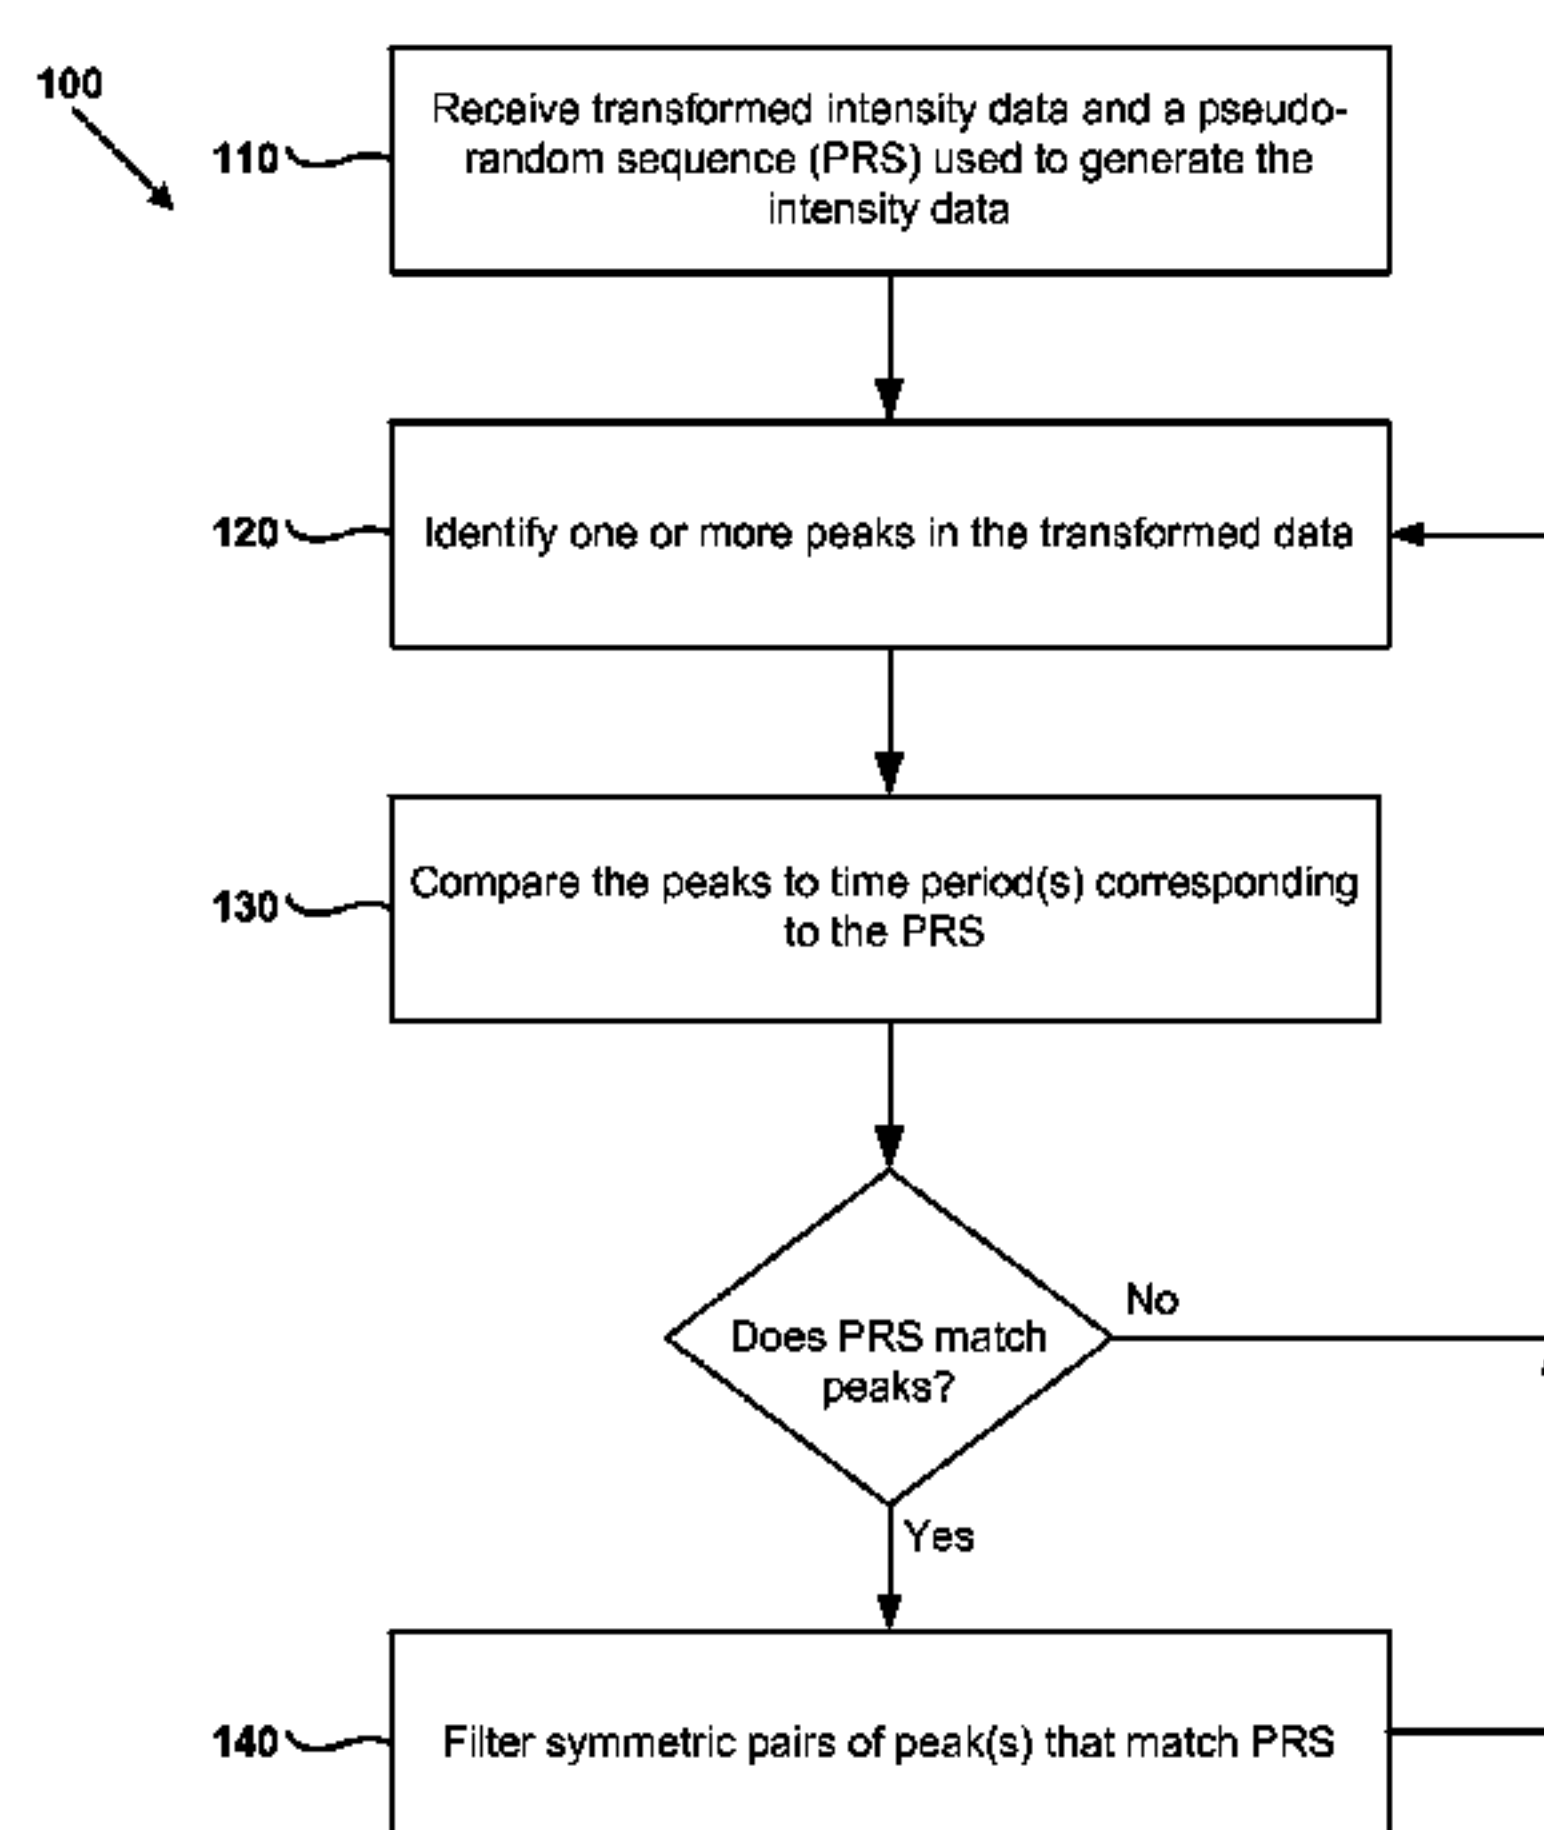 100
110
Receive transformed intensity data and a pseudo-
random sequence (PRS) used to generate the
intensity data
120
Identify one or more peaks in the transformed data
130
Compare the peaks to time period(s) corresponding
to the PRS
Does PRS match
peaks?
No
Yes
140
Filter symmetric pairs of peak(s) that match PRS